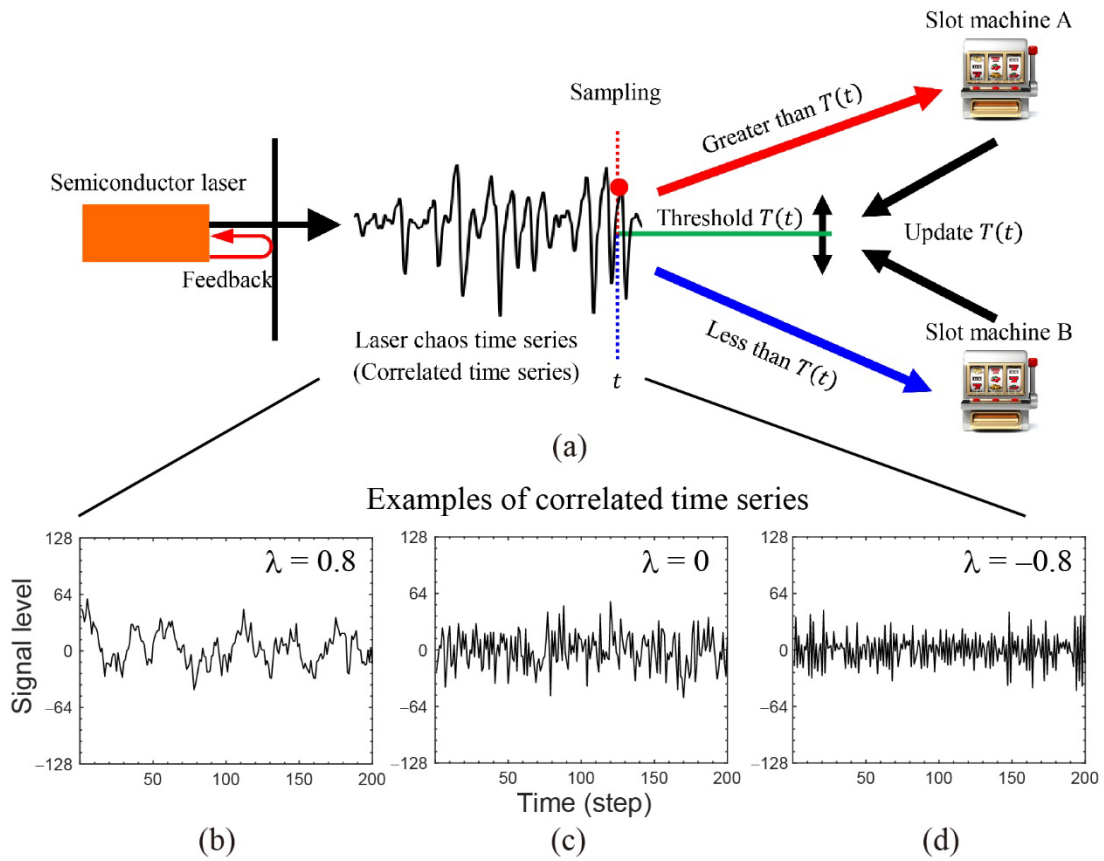 Slot machine A
Sampling
Greater than T(t)
Semiconductor laser
Threshold T(t)
Update T(t)
Feedback
Less than T(t)
Slot machine B
Laser chaos time series
(Correlated time series)
t
(a)
Examples of correlated time series
128
64
0
−64
−128
Signal level
λ = 0.8
50
100
150
200
128
64
0
−64
−128
λ = 0
50
100
150
200
128
64
0
−64
−128
λ = −0.8
50
100
150
200
Time (step)
(b)
(c)
(d)